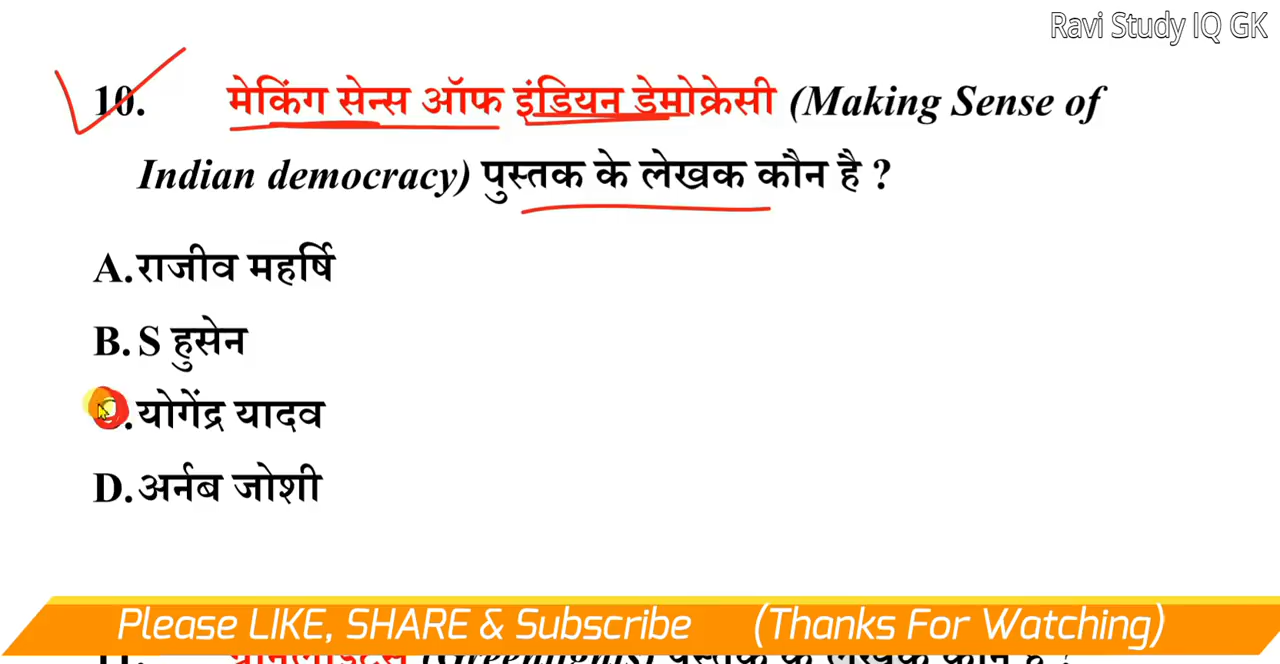 Ravi Study IQ GK
10. मेकिंग सेन्स ऑफ इंडियन डेमोक्रेसी (Making Sense of
Indian democracy) पुस्तक के लेखक कौन है ?
A. राजीव महर्षि
B. S हुसेन
C. योगेंद्र यादव
D. अर्नब जोशी
Please LIKE, SHARE & Subscribe (Thanks For Watching)